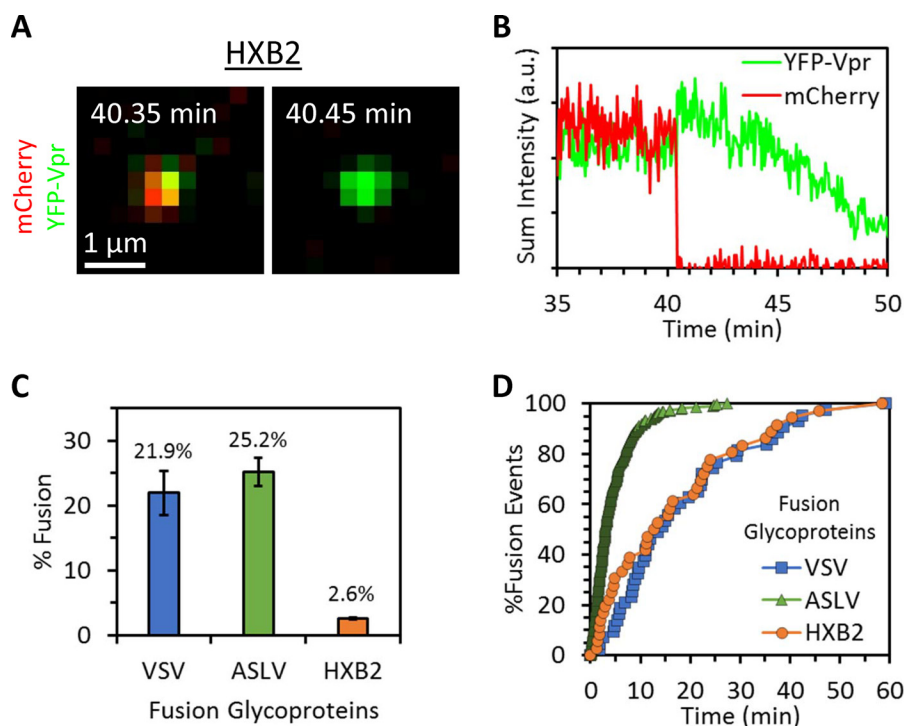 A
HXB2
40.35 min
40.45 min
mCherry
YFP-Vpr
1 µm
B
YFP-Vpr
mCherry
Sum Intensity (a.u.)
35 40 45 50
Time (min)
C
% Fusion
30
20
10
0
21.9%
25.2%
2.6%
VSV ASLV HXB2
Fusion Glycoproteins
D
%Fusion Events
100
80
60
40
20
0
Fusion
Glycoproteins
VSV
ASLV
HXB2
0 10 20 30 40 50 60
Time (min)